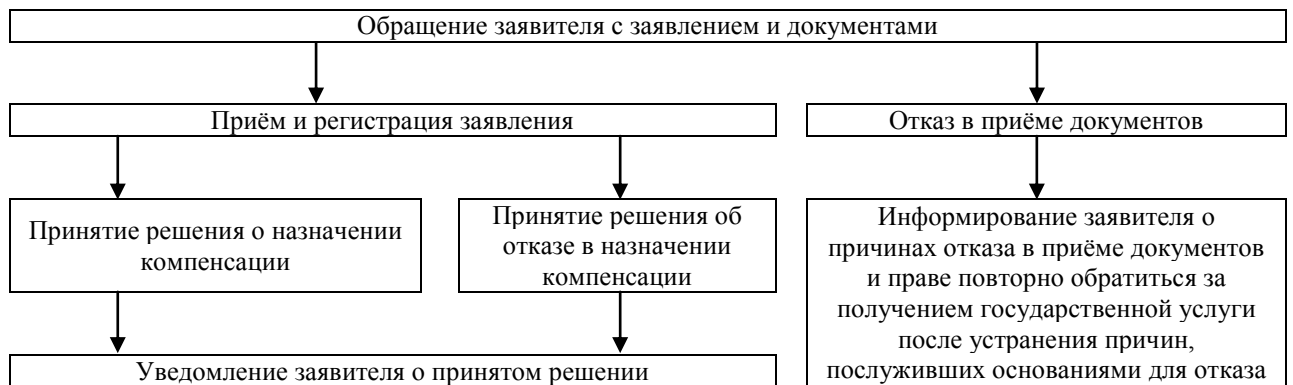 Обращение заявителя с заявлением и документами
Приём и регистрация заявления
Отказ в приёме документов
Принятие решения о назначении
компенсации
Принятие решения об
отказе в назначении
компенсации
Информирование заявителя о
причинах отказа в приёме документов
и праве повторно обратиться за
получением государственной услуги
после устранения причин,
послуживших основаниями для отказа
Уведомление заявителя о принятом решении